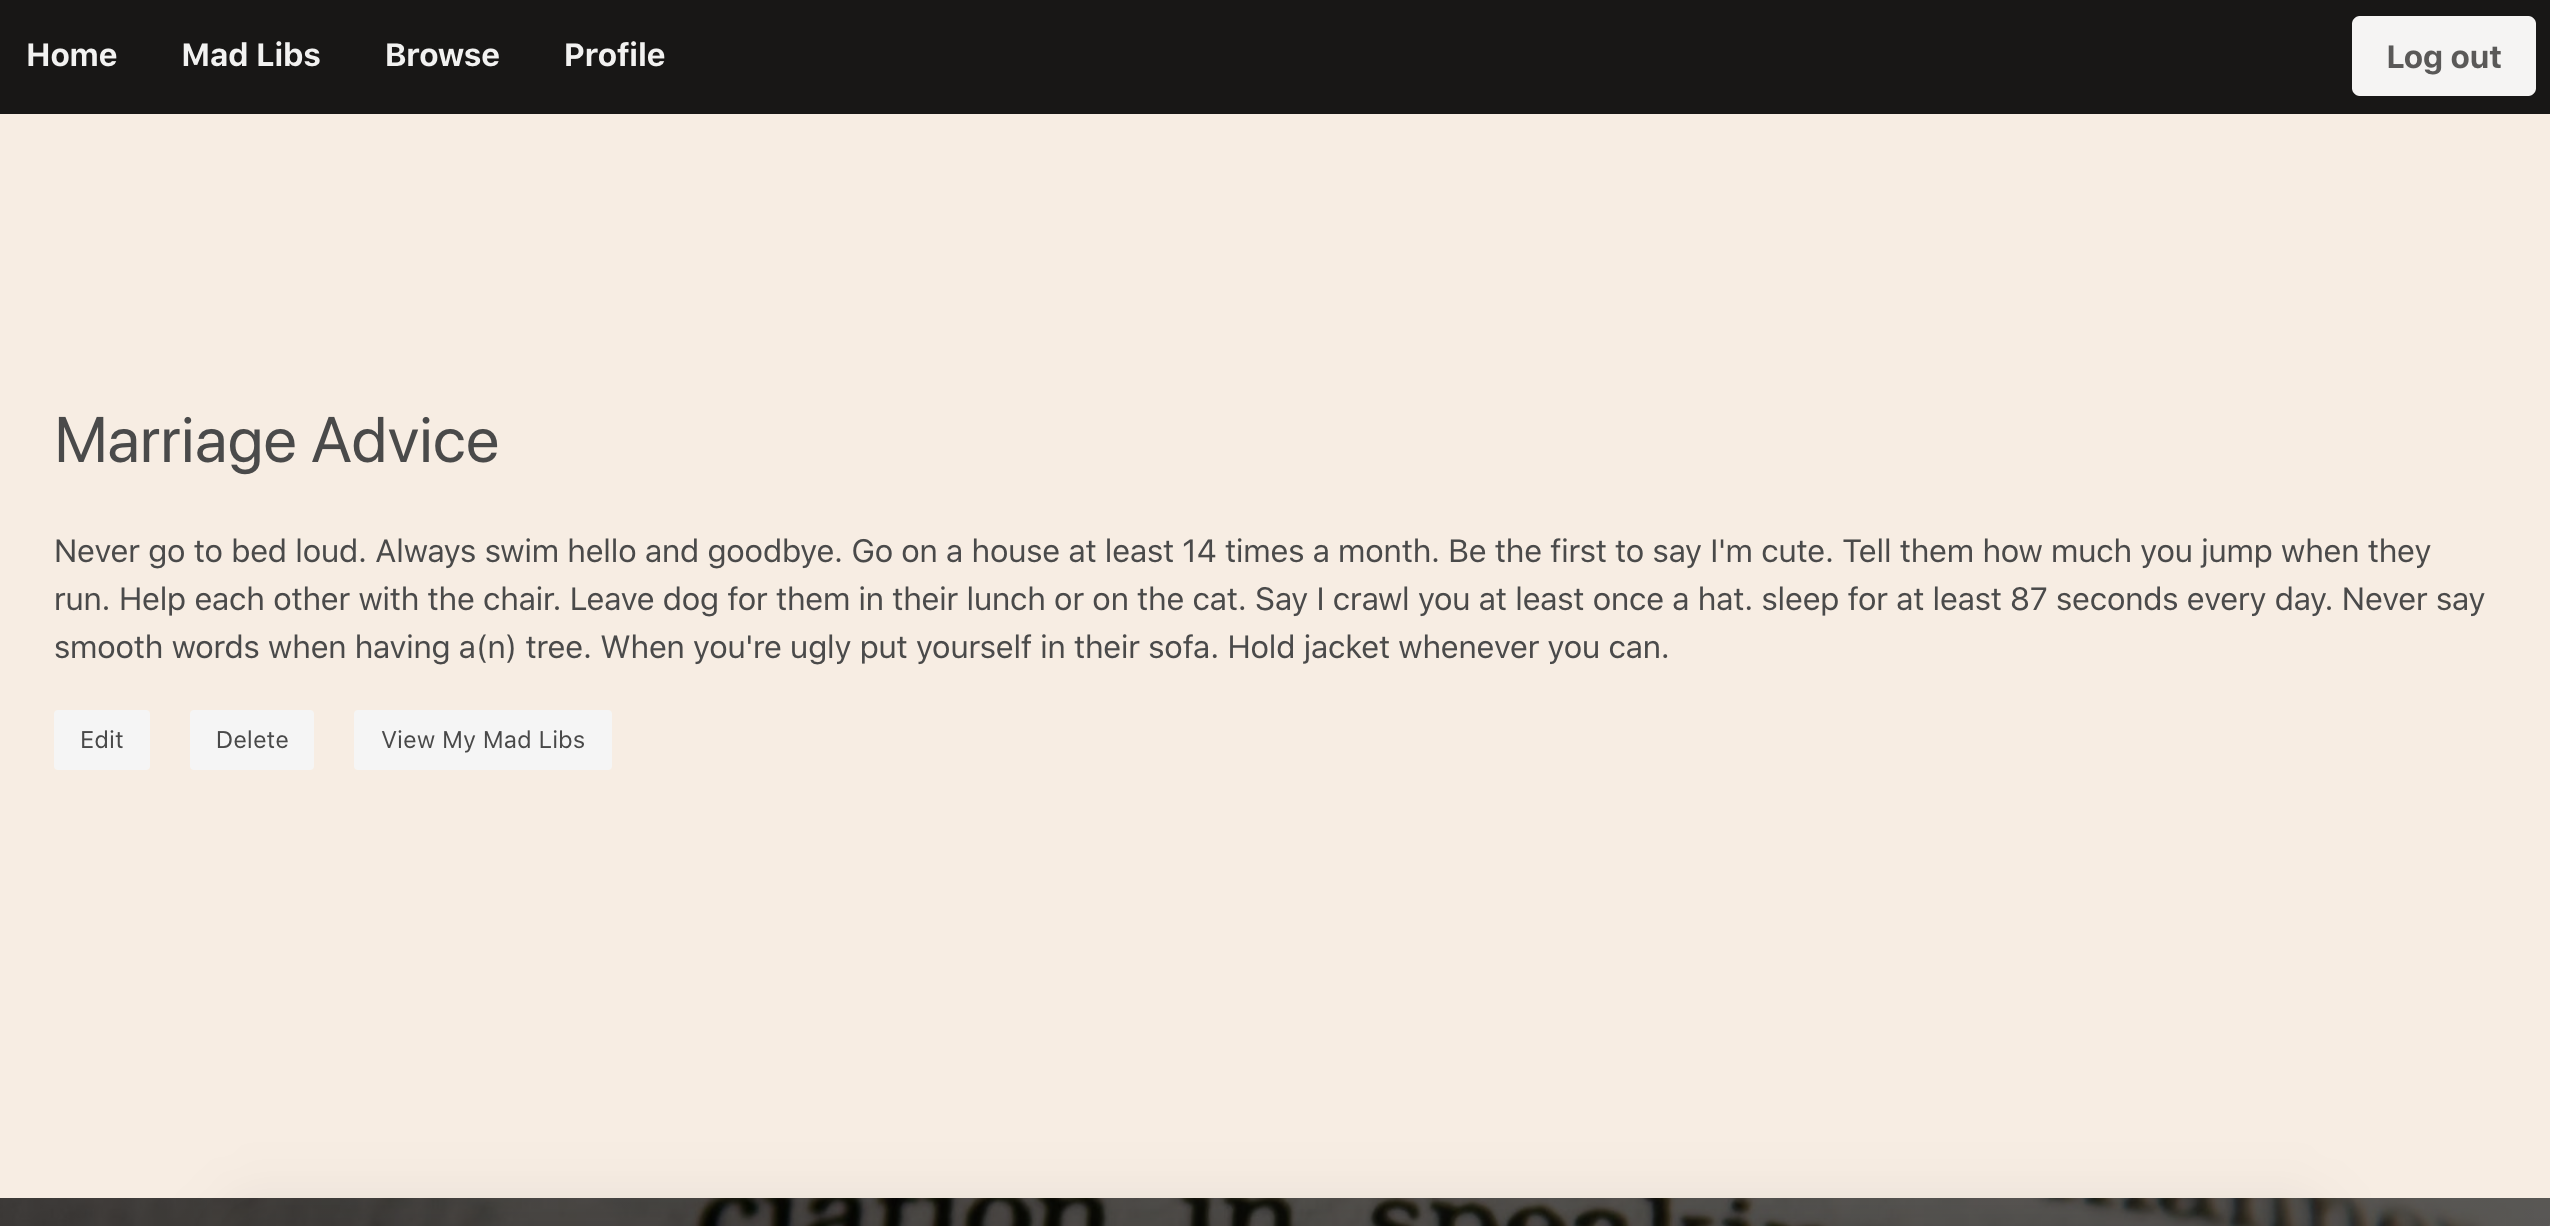 Home Mad Libs Browse Profile Log out
Marriage Advice
Never go to bed loud. Always swim hello and goodbye. Go on a house at least 14 times a month. Be the first to say I'm cute. Tell them how much you jump when they
run. Help each other with the chair. Leave dog for them in their lunch or on the cat. Say I crawl you at least once a hat. sleep for at least 87 seconds every day. Never say
smooth words when having a(n) tree. When you're ugly put yourself in their sofa. Hold jacket whenever you can.
Edit Delete View My Mad Libs
clarion in